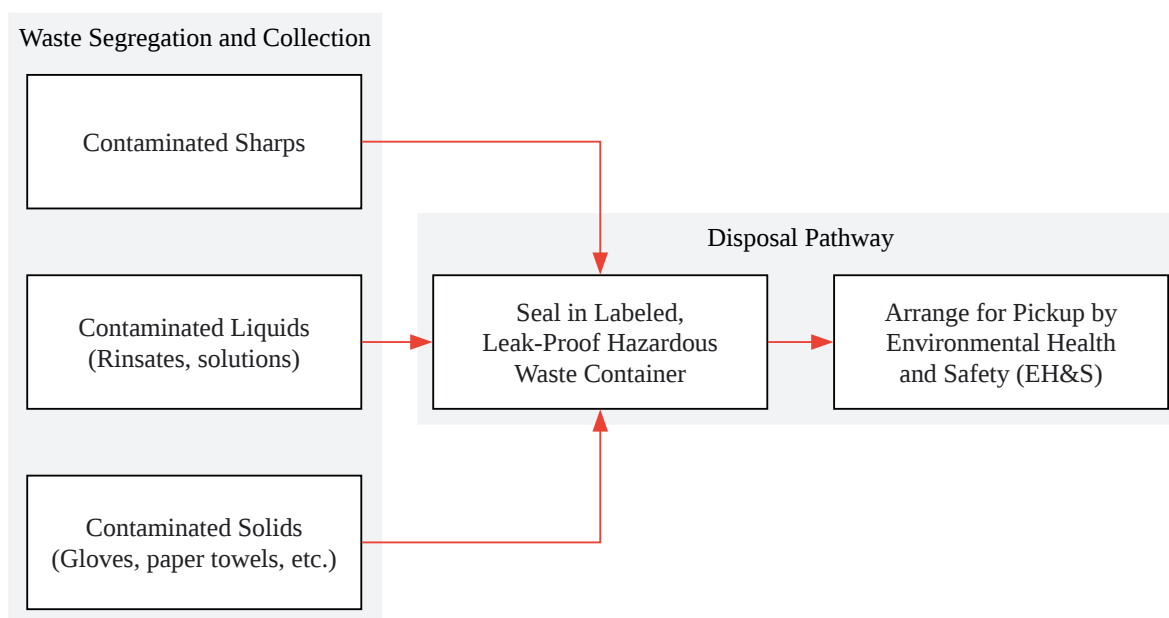 Waste Segregation and Collection
Contaminated Sharps
Contaminated Liquids
(Rinsates, solutions)
Contaminated Solids
(Gloves, paper towels, etc.)
Disposal Pathway
Seal in Labeled,
Leak-Proof Hazardous
Waste Container
Arrange for Pickup by
Environmental Health
and Safety (EH&S)